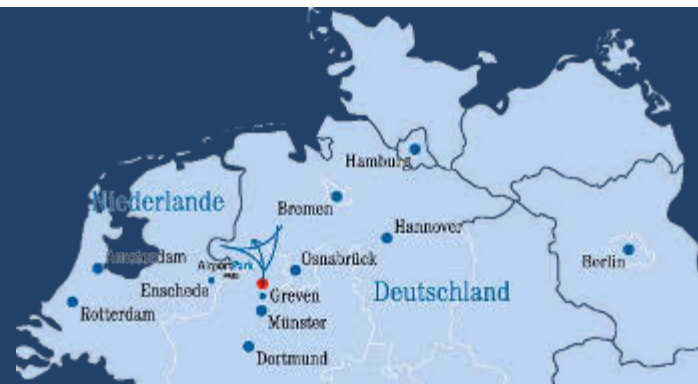 Hamburg
Niederlande
Bremen
Hannover
Amsterdam
Osnabrück
Berlin
Enschede
Greven
Deutschland
Rotterdam
Münster
Dortmund